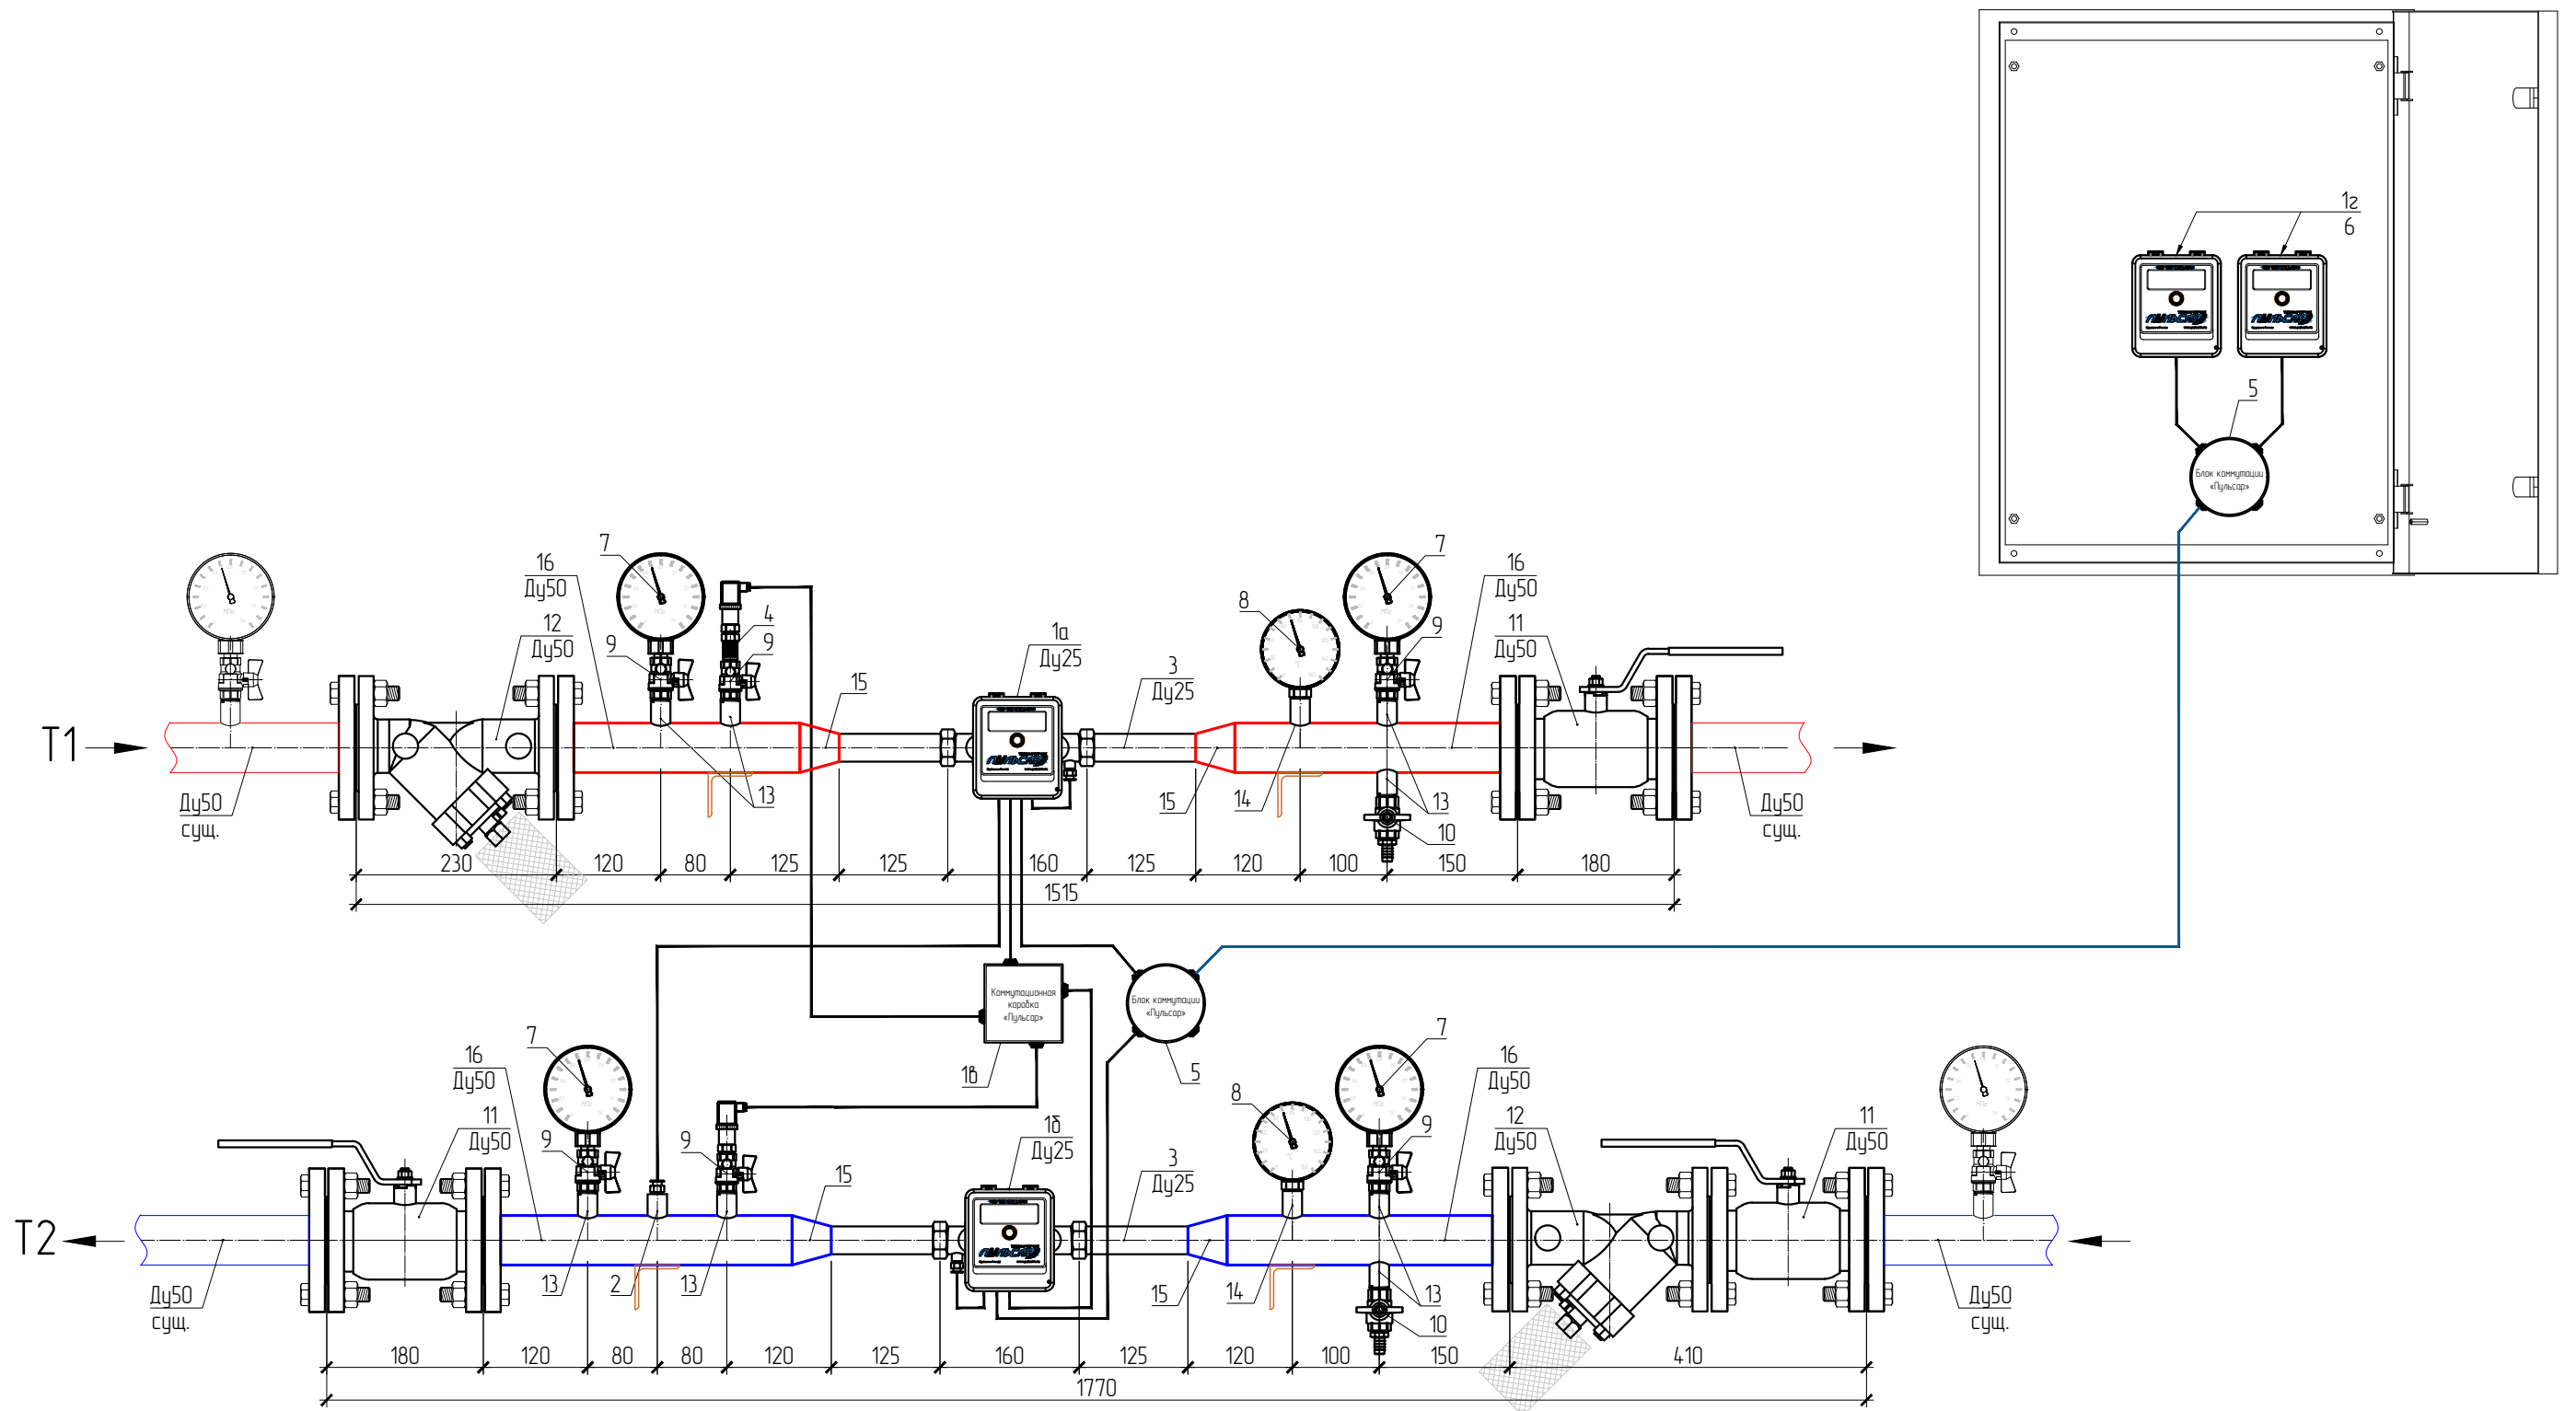 1г
6
5
Блок коммутации
«Пульсар»
7
16
Ду50
12
Ду50
9
4
9
1а
Ду25
15
3
Ду25
8
7
9
16
Ду50
11
Ду50
Т1
Ду50
сущ.
13
15
14
13
10
Ду50
сущ.
230
120
80
125
125
160
125
120
100
150
180
1515
Коммутационная
коробка
«Пульсар»
1в
Блок коммутации
«Пульсар»
5
7
16
Ду50
11
Ду50
9
9
15
1б
Ду25
3
Ду25
8
7
9
16
Ду50
12
Ду50
11
Ду50
Т2
Ду50
сущ.
13
2
13
15
14
13
10
Ду50
сущ.
180
120
80
80
120
125
160
125
120
100
150
410
1770